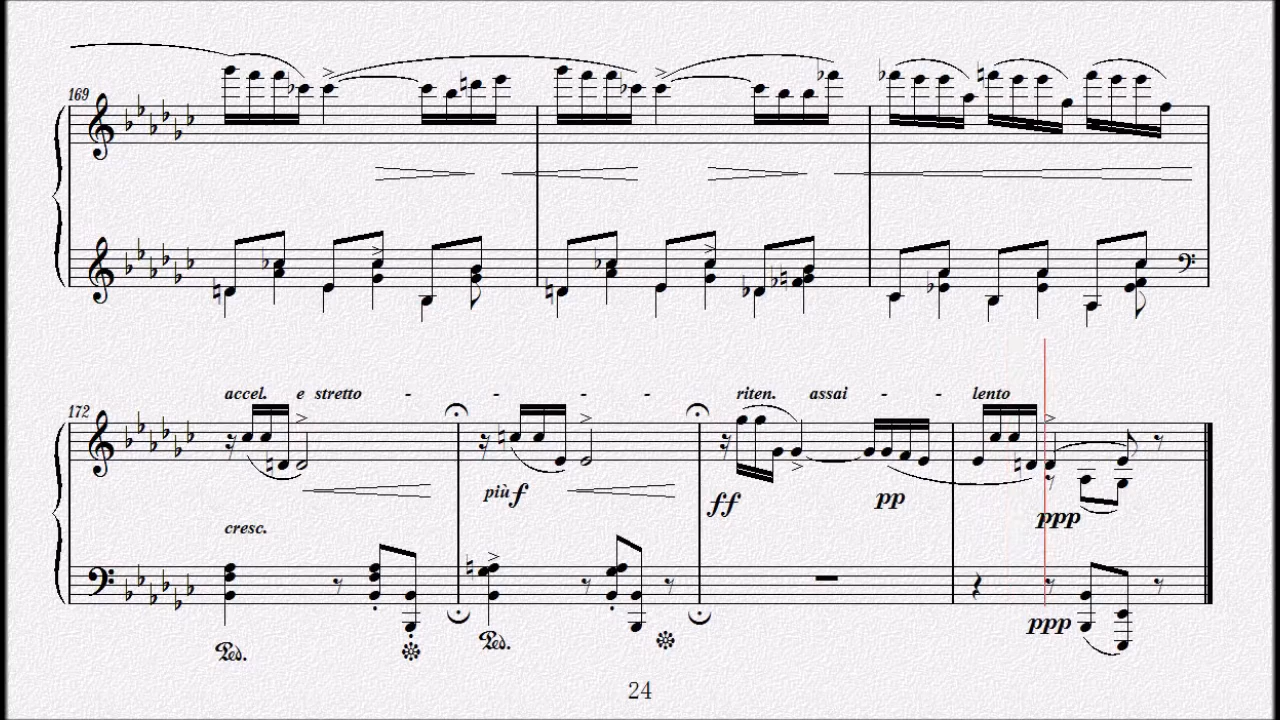 169
accel. e stretto - - - - riten. assai - - lento
172
più f
ff
pp
ppp
cresc.
ppp
Ped.
Ped.
24